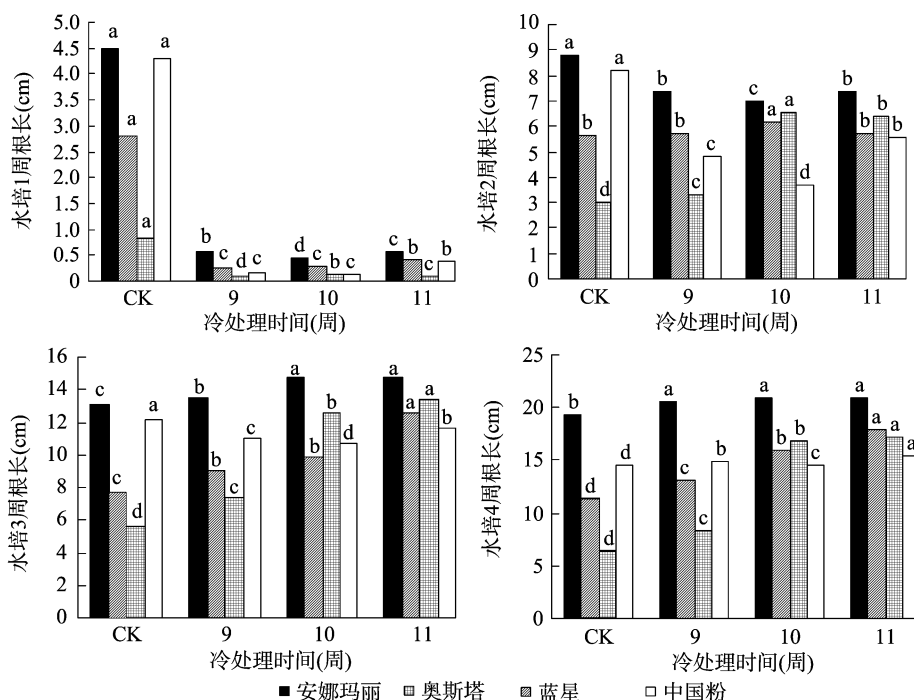 水培1周根长(cm)
5.0
4.5
4.0
3.5
3.0
2.5
2.0
1.5
1.0
0.5
0
a a a a
b c d c
d c b c
c b c b
CK 9 10 11
冷处理时间(周)
水培2周根长(cm)
10
9
8
7
6
5
4
3
2
1
0
a b d a
b b c c
c a a d
b b b b
CK 9 10 11
冷处理时间(周)
水培3周根长(cm)
16
14
12
10
8
6
4
2
0
c c d a
b b c c
a b b d
a a a b
CK 9 10 11
冷处理时间(周)
水培4周根长(cm)
25
20
15
10
5
0
b d d d
a c c b
a b b c
a a a a
CK 9 10 11
冷处理时间(周)
安娜玛丽 奥斯塔 蓝星 中国粉